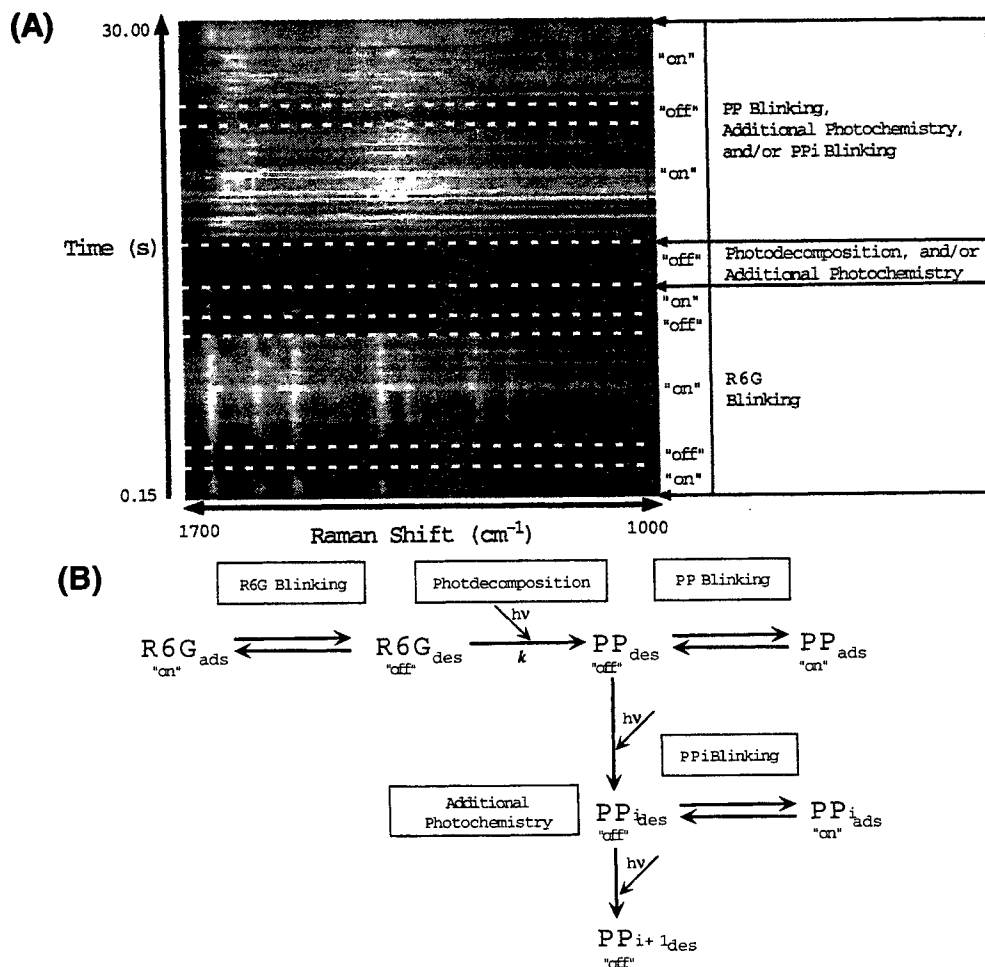 (A)
30.00
Time (s)
0.15
1700
Raman Shift (cm⁻¹)
1000
"on"
"off"
"on"
"off"
"on"
"off"
"on"
"off"
"on"
PP Blinking,
Additional Photochemistry,
and/or PPi Blinking
Photodecomposition, and/or
Additional Photochemistry
R6G
Blinking
(B)
R6G Blinking
Photdecomposition
PP Blinking
hν
R6Gads
"on"
R6Gdes
"off"
k
PPdes
"off"
PPads
"on"
hν
PPiBlinking
Additional
Photochemistry
PPides
"off"
PPiads
"on"
hν
PPi+1des
"off"